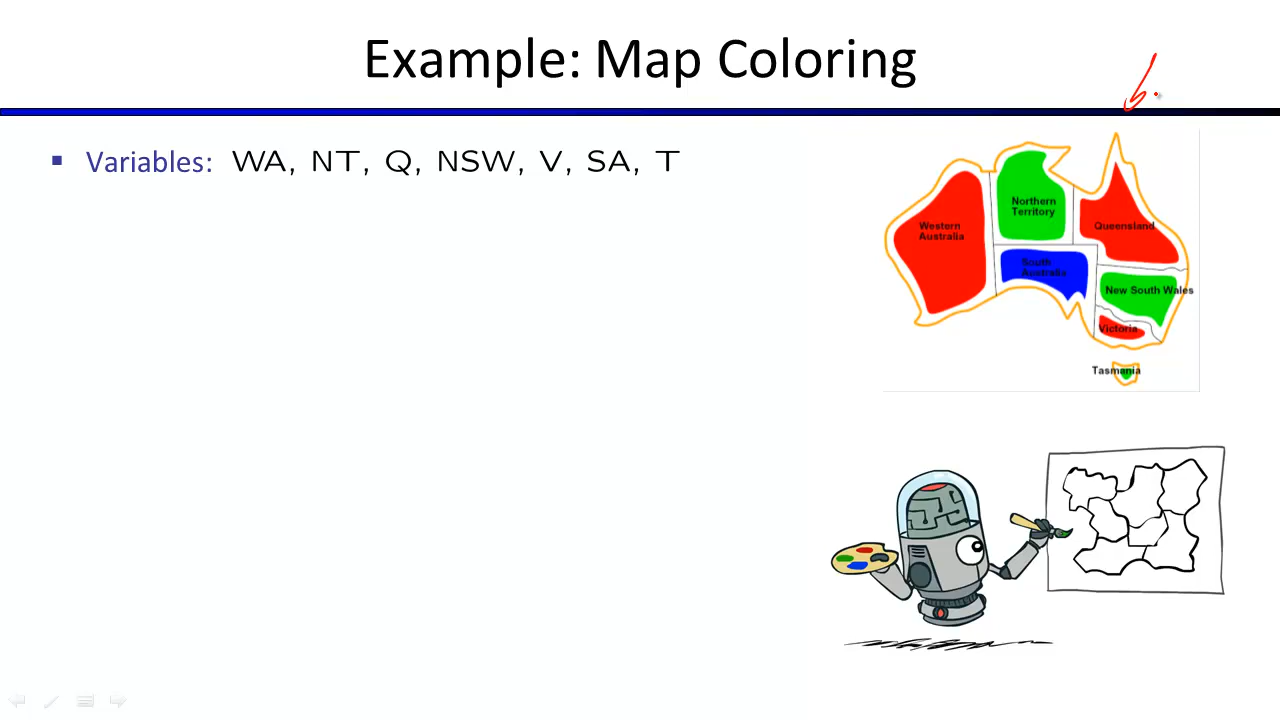 Example: Map Coloring
▪ Variables: WA, NT, Q, NSW, V, SA, T
Northern
Territory
Western
Australia
Queensland
South
Australia
New South Wales
Victoria
Tasmania